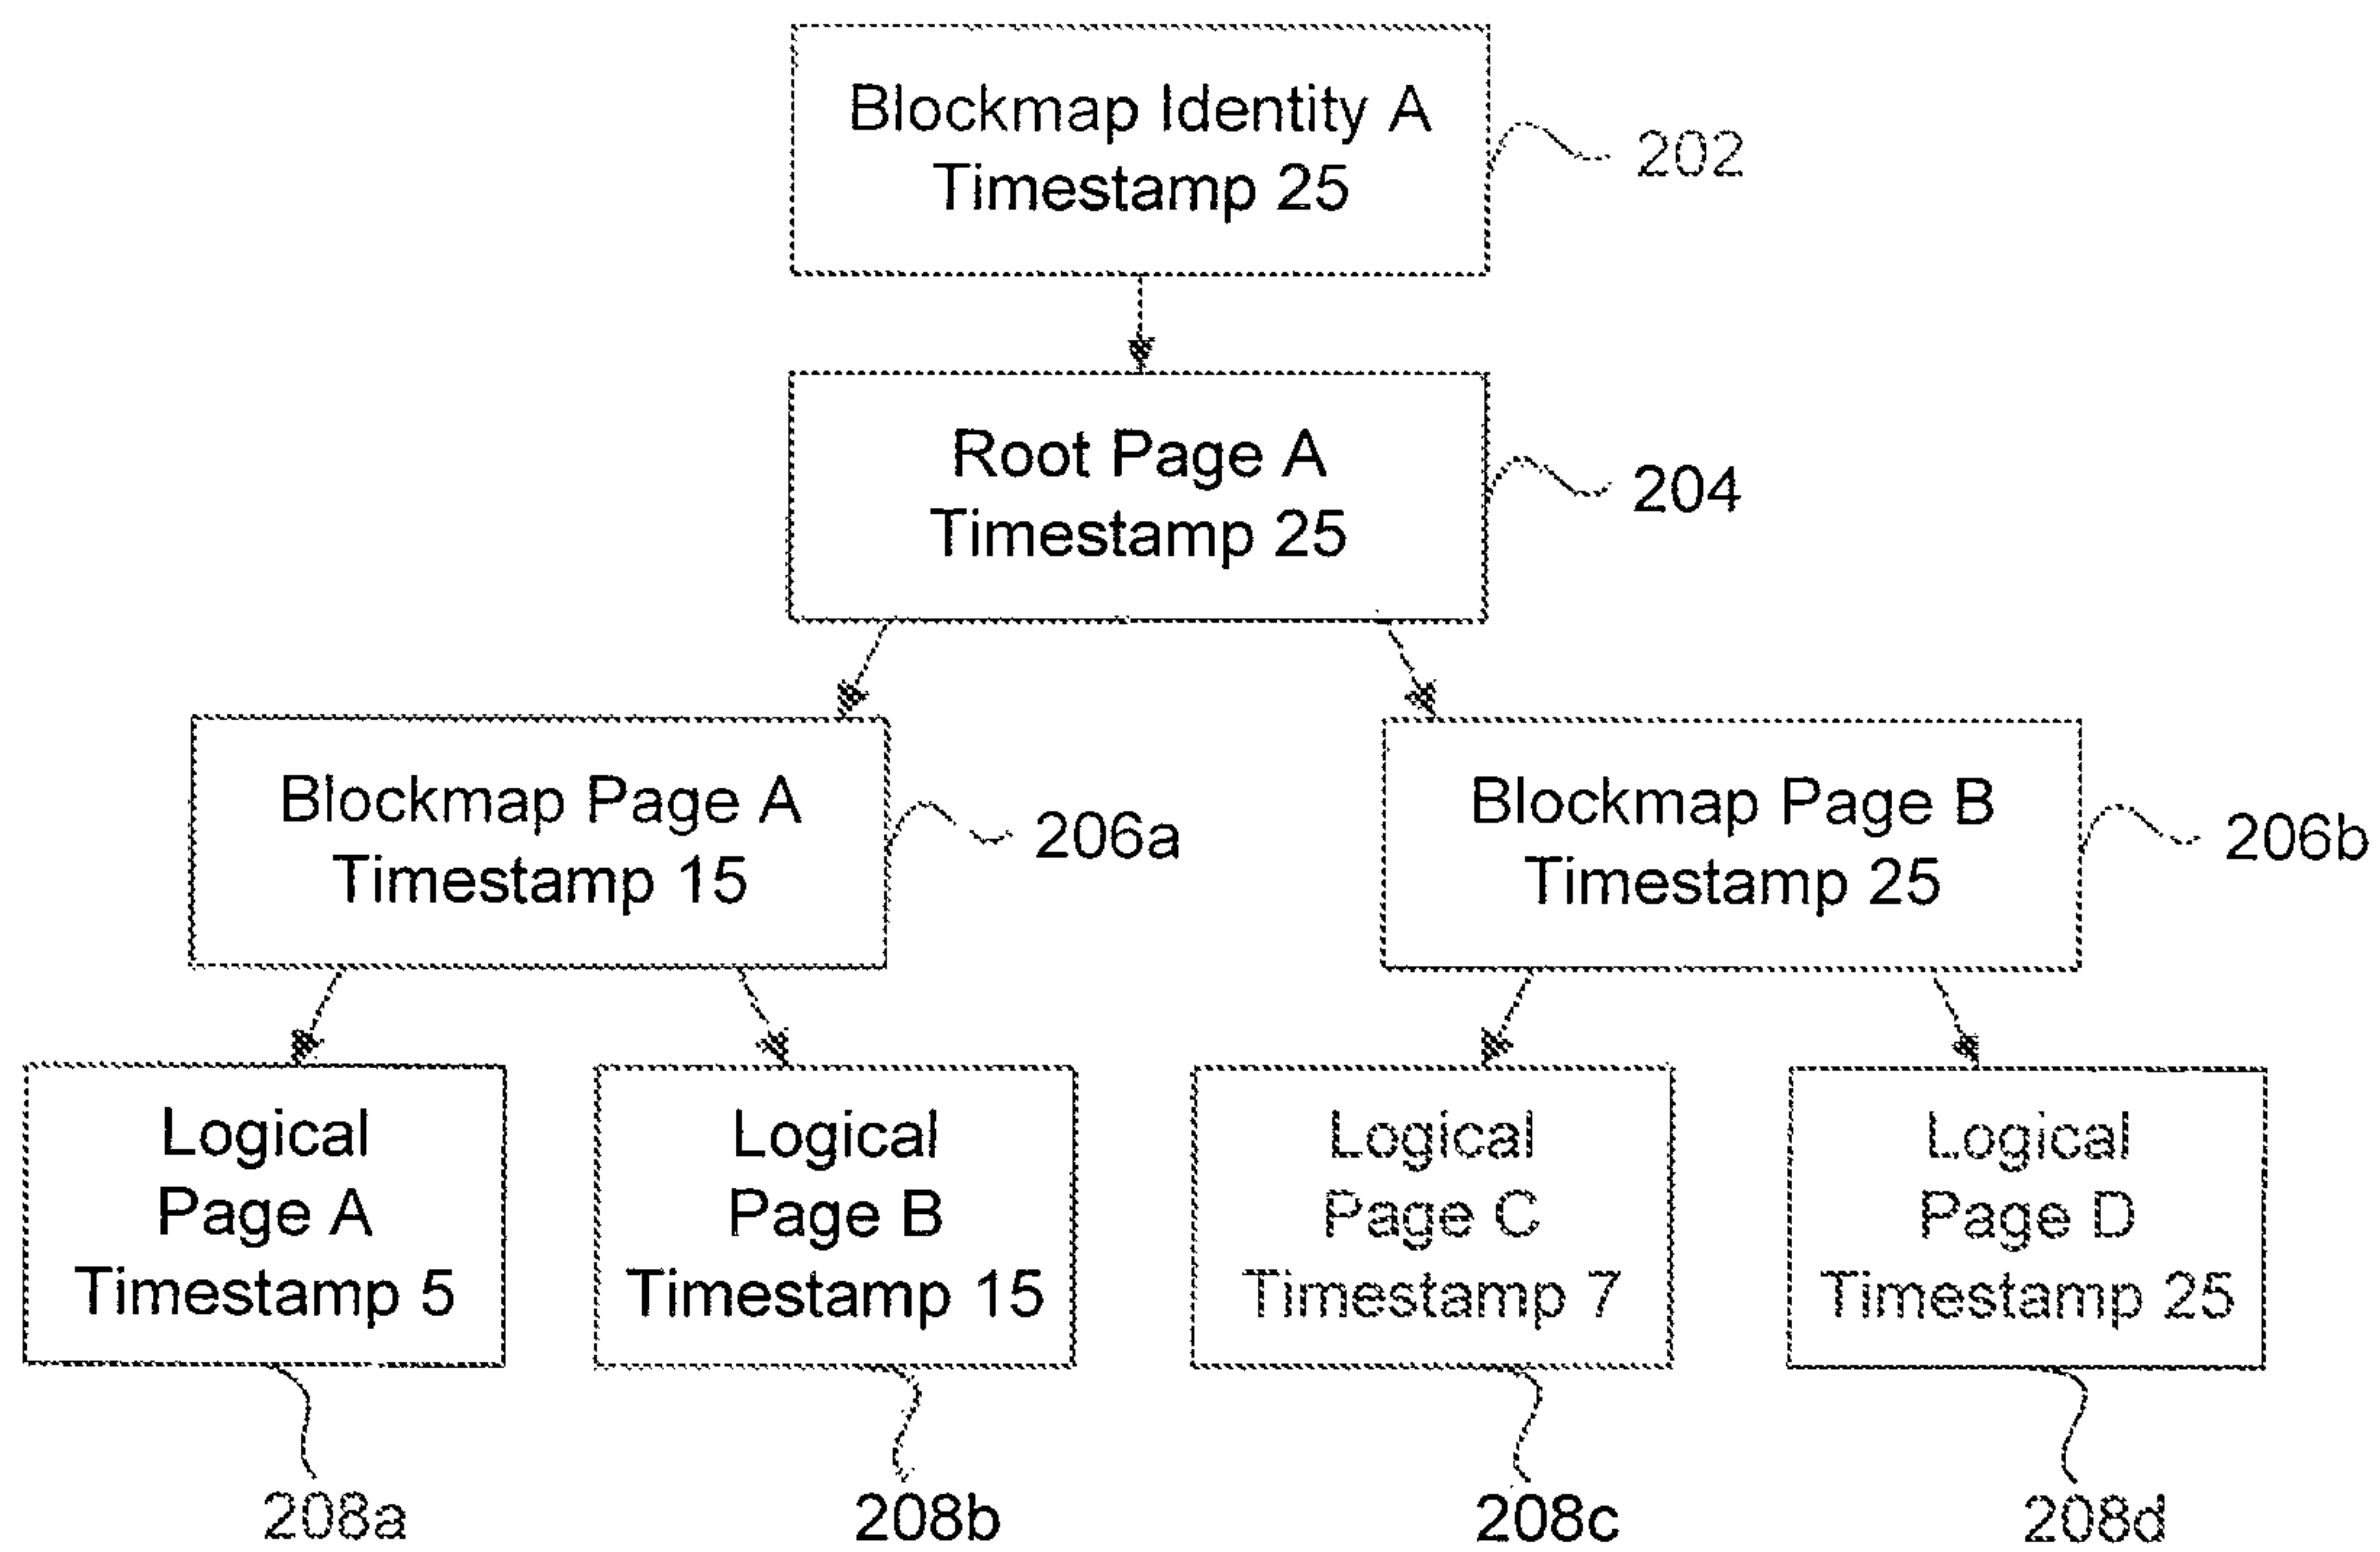 Blockmap Identity A
Timestamp 25
202
Root Page A
Timestamp 25
204
Blockmap Page A
Timestamp 15
206a
Blockmap Page B
Timestamp 25
206b
Logical
Page A
Timestamp 5
208a
Logical
Page B
Timestamp 15
208b
Logical
Page C
Timestamp 7
208c
Logical
Page D
Timestamp 25
208d